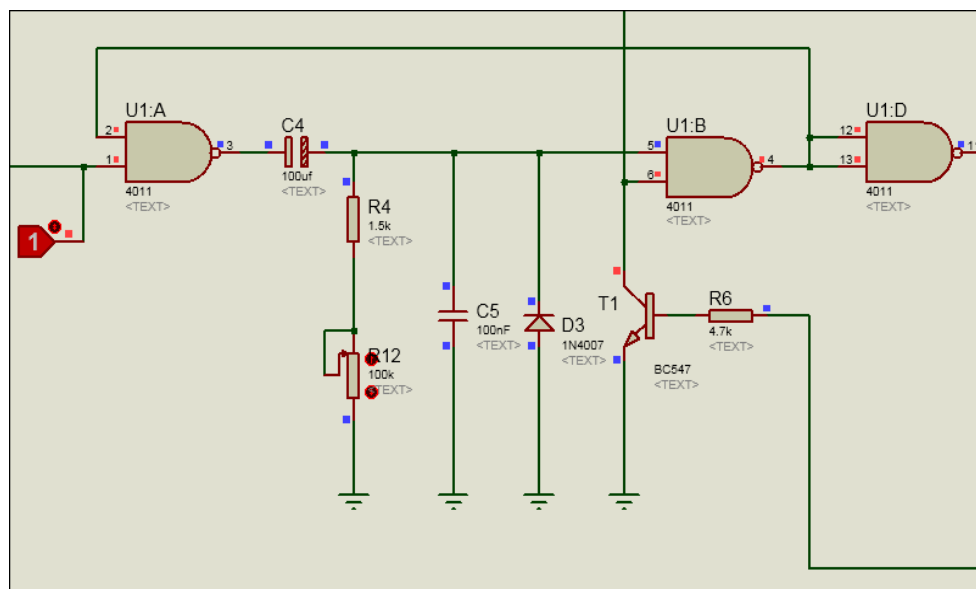 U1:A
2
1
3
4011
<TEXT>
1
C4
100uf
<TEXT>
R4
1.5k
<TEXT>
R12
100k
<TEXT>
C5
100nF
<TEXT>
D3
1N4007
<TEXT>
T1
BC547
<TEXT>
R6
4.7k
<TEXT>
U1:B
5
6
4
4011
<TEXT>
U1:D
12
13
11
4011
<TEXT>